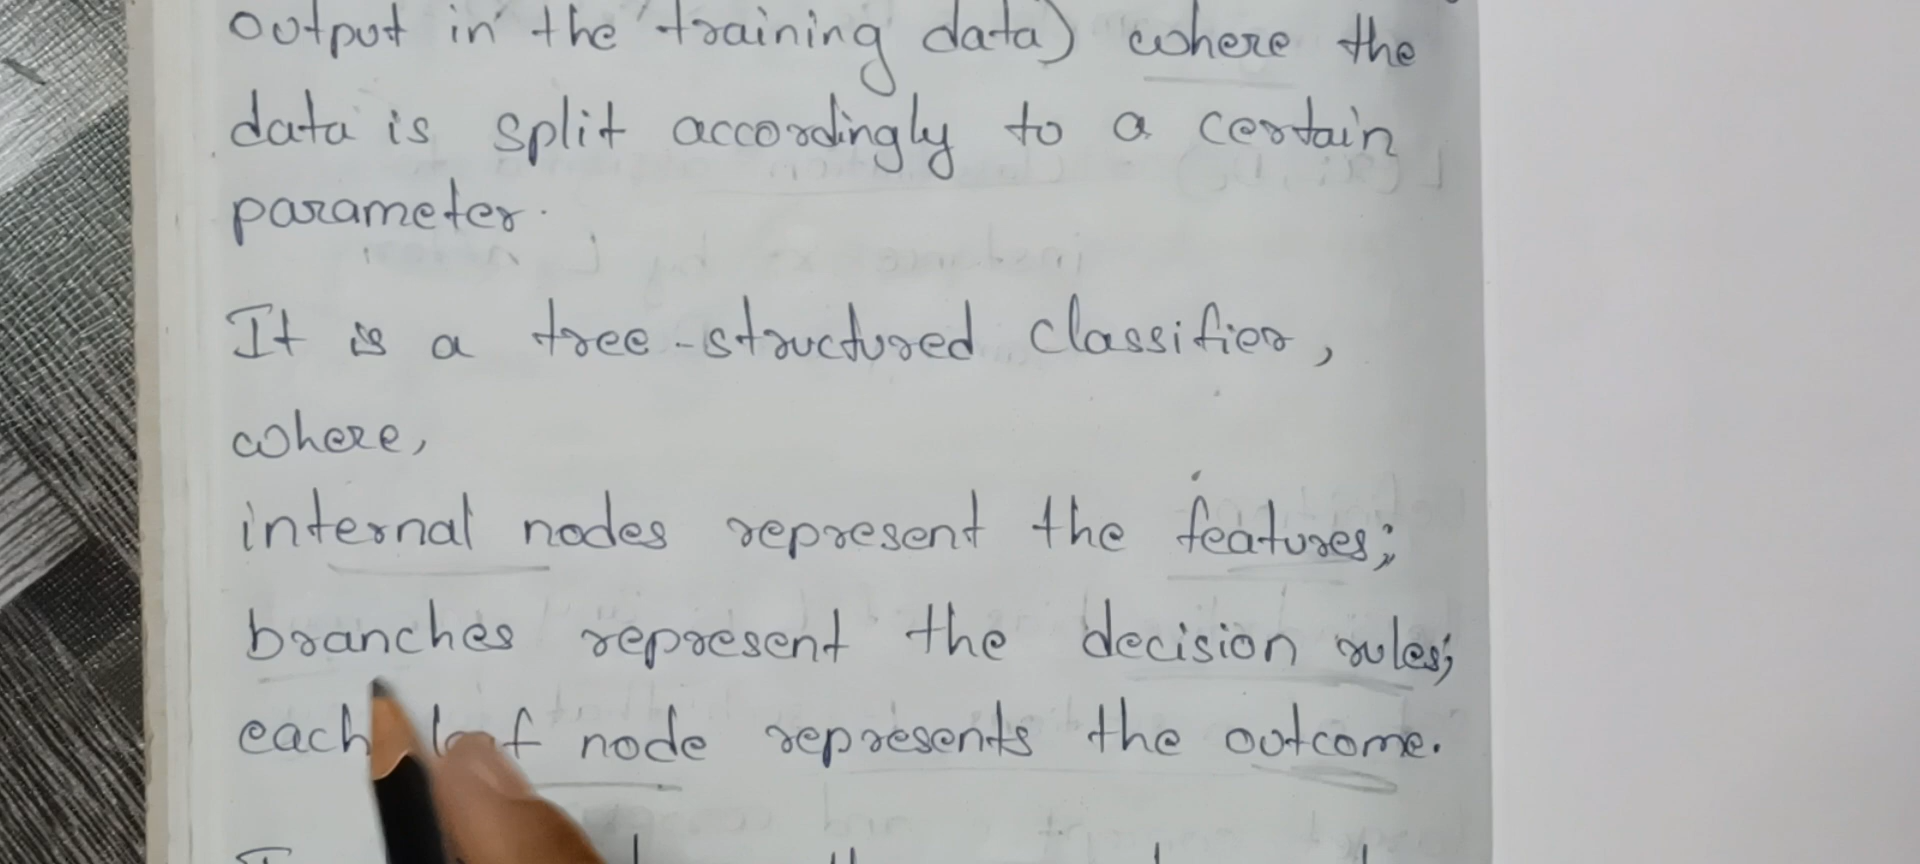 output in the training data) where the
data is split accordingly to a certain
parameter.
It is a tree-structured classifier,
where,
internal nodes represent the features;
branches represent the decision rules;
each leaf node represents the outcome.